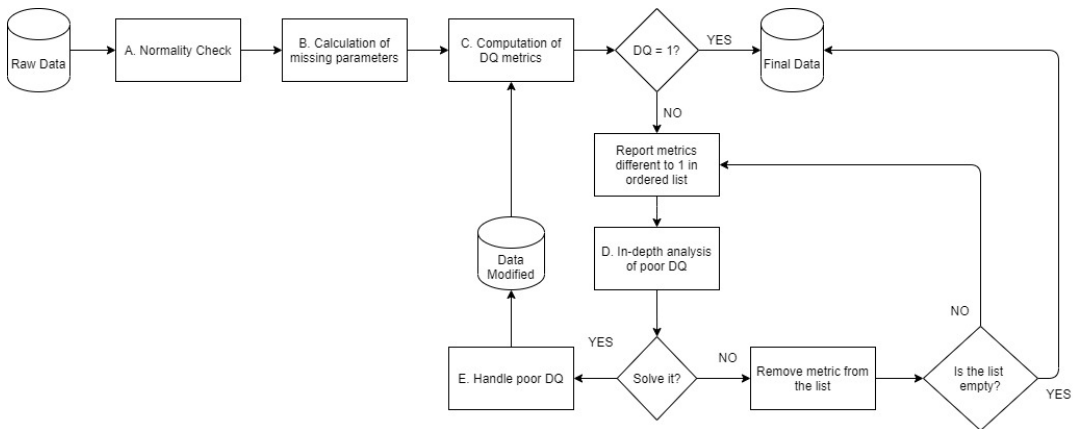 Raw Data
A. Normality Check
B. Calculation of
missing parameters
C. Computation of
DQ metrics
DQ = 1?
YES
Final Data
NO
Report metrics
different to 1 in
ordered list
D. In-depth analysis
of poor DQ
Data
Modified
NO
YES
E. Handle poor DQ
Solve it?
NO
Remove metric from
the list
Is the list
empty?
YES